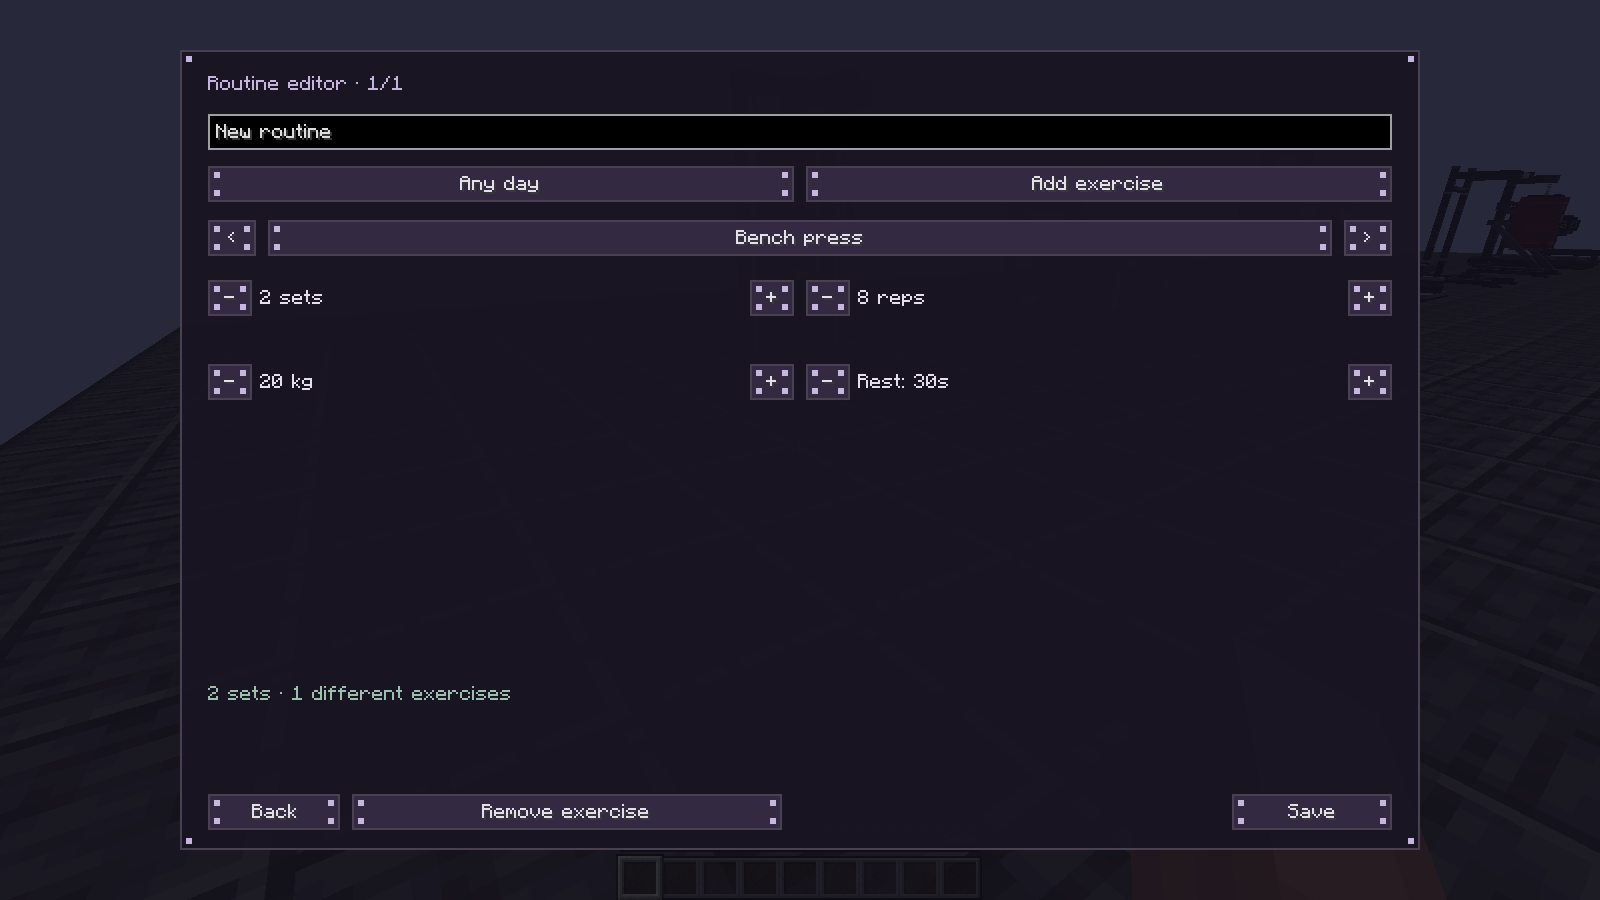 Routine editor · 1/1
New routine
Any day
Add exercise
<
Bench press
>
- 2 sets +
- 8 reps +
- 20 kg +
- Rest: 30s +
2 sets · 1 different exercises
Back
Remove exercise
Save